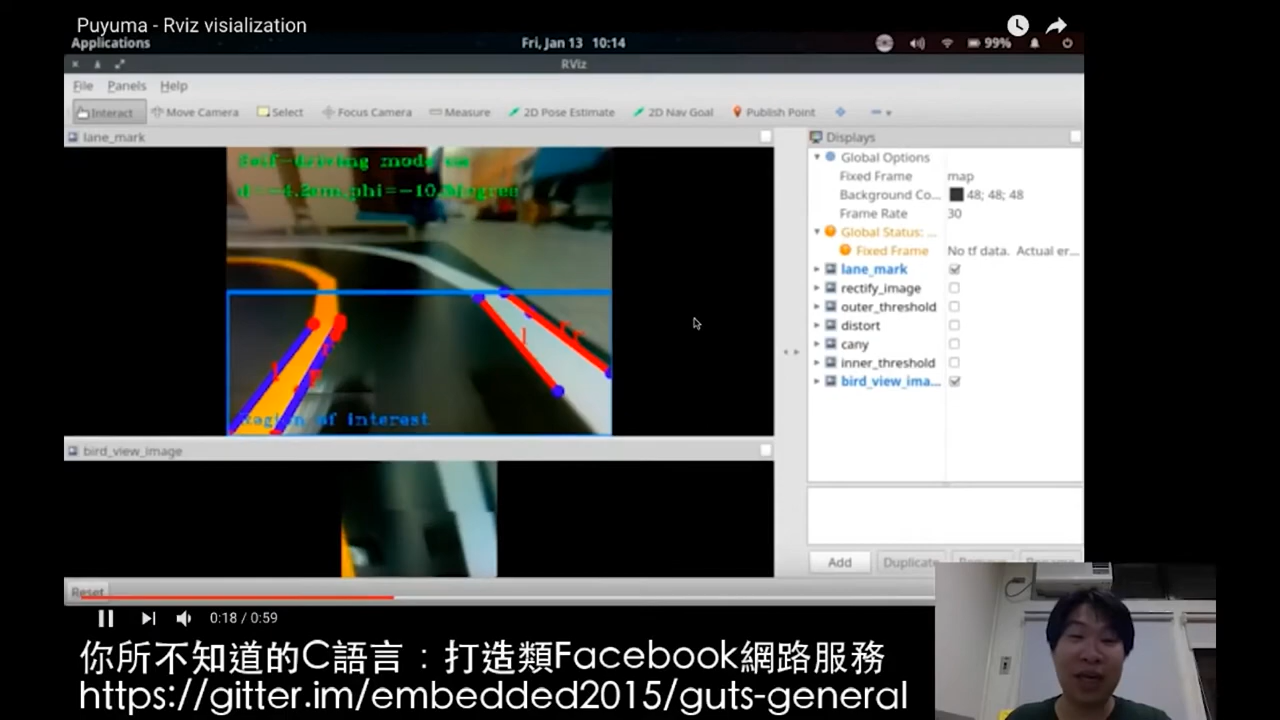 Puyuma - Rviz visialization
Applications
Fri, Jan 13 10:14
99%
RViz
File Panels Help
Interact Move Camera Select Focus Camera Measure 2D Pose Estimate 2D Nav Goal Publish Point
lane_mark
Self-driving mode on
d=-4.2cm,phi=-10.
Region of interest
bird_view_image
Reset
Displays
Global Options
Fixed Frame map
Background Co... 48; 48; 48
Frame Rate 30
Global Status: ...
Fixed Frame No tf data. Actual er...
lane_mark
rectify_image
outer_threshold
distort
cany
inner_threshold
bird_view_ima...
Add Duplicate
0:18 / 0:59
你所不知道的C語言：打造類Facebook網路服務
https://gitter.im/embedded2015/guts-general